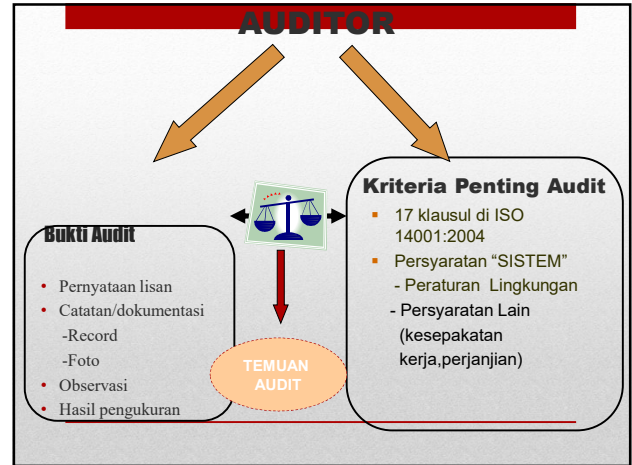 AUDITOR
Bukti Audit
• Pernyataan lisan
• Catatan/dokumentasi
-Record
-Foto
• Observasi
• Hasil pengukuran
TEMUAN
AUDIT
Kriteria Penting Audit
▪ 17 klausul di ISO
14001:2004
▪ Persyaratan “SISTEM”
- Peraturan Lingkungan
- Persyaratan Lain
(kesepakatan
kerja,perjanjian)